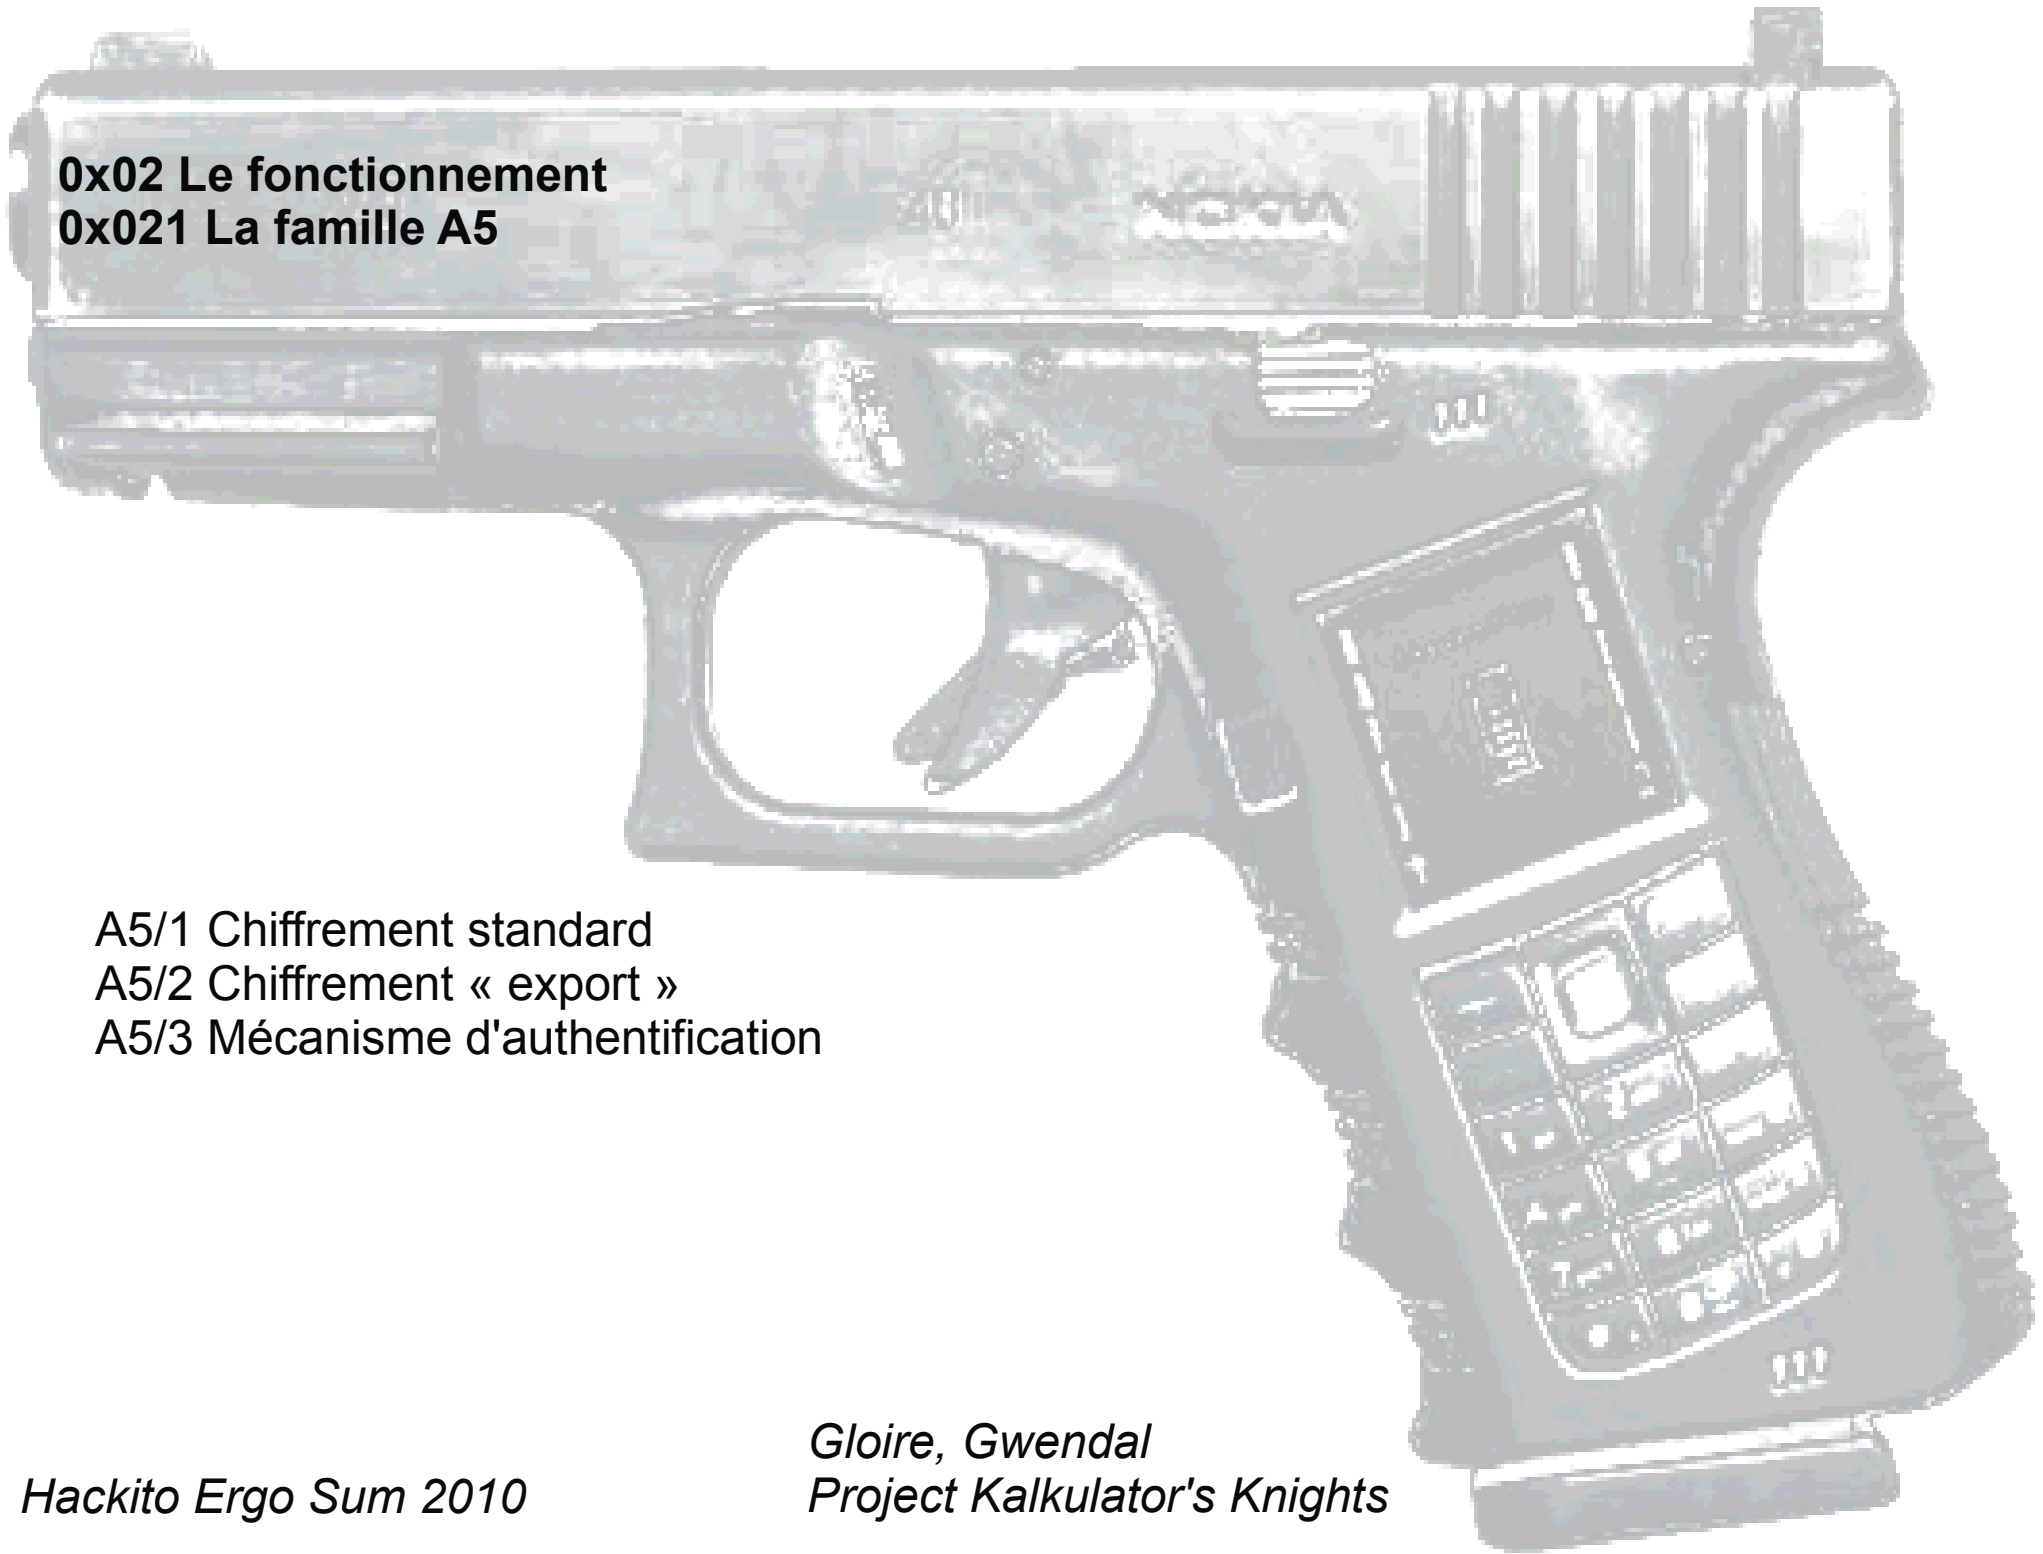 0x02 Le fonctionnement
0x021 La famille A5
NOKIA
A5/1 Chiffrement standard
A5/2 Chiffrement « export »
A5/3 Mécanisme d'authentification
Gloire, Gwendal
Hackito Ergo Sum 2010
Project Kalkulator's Knights